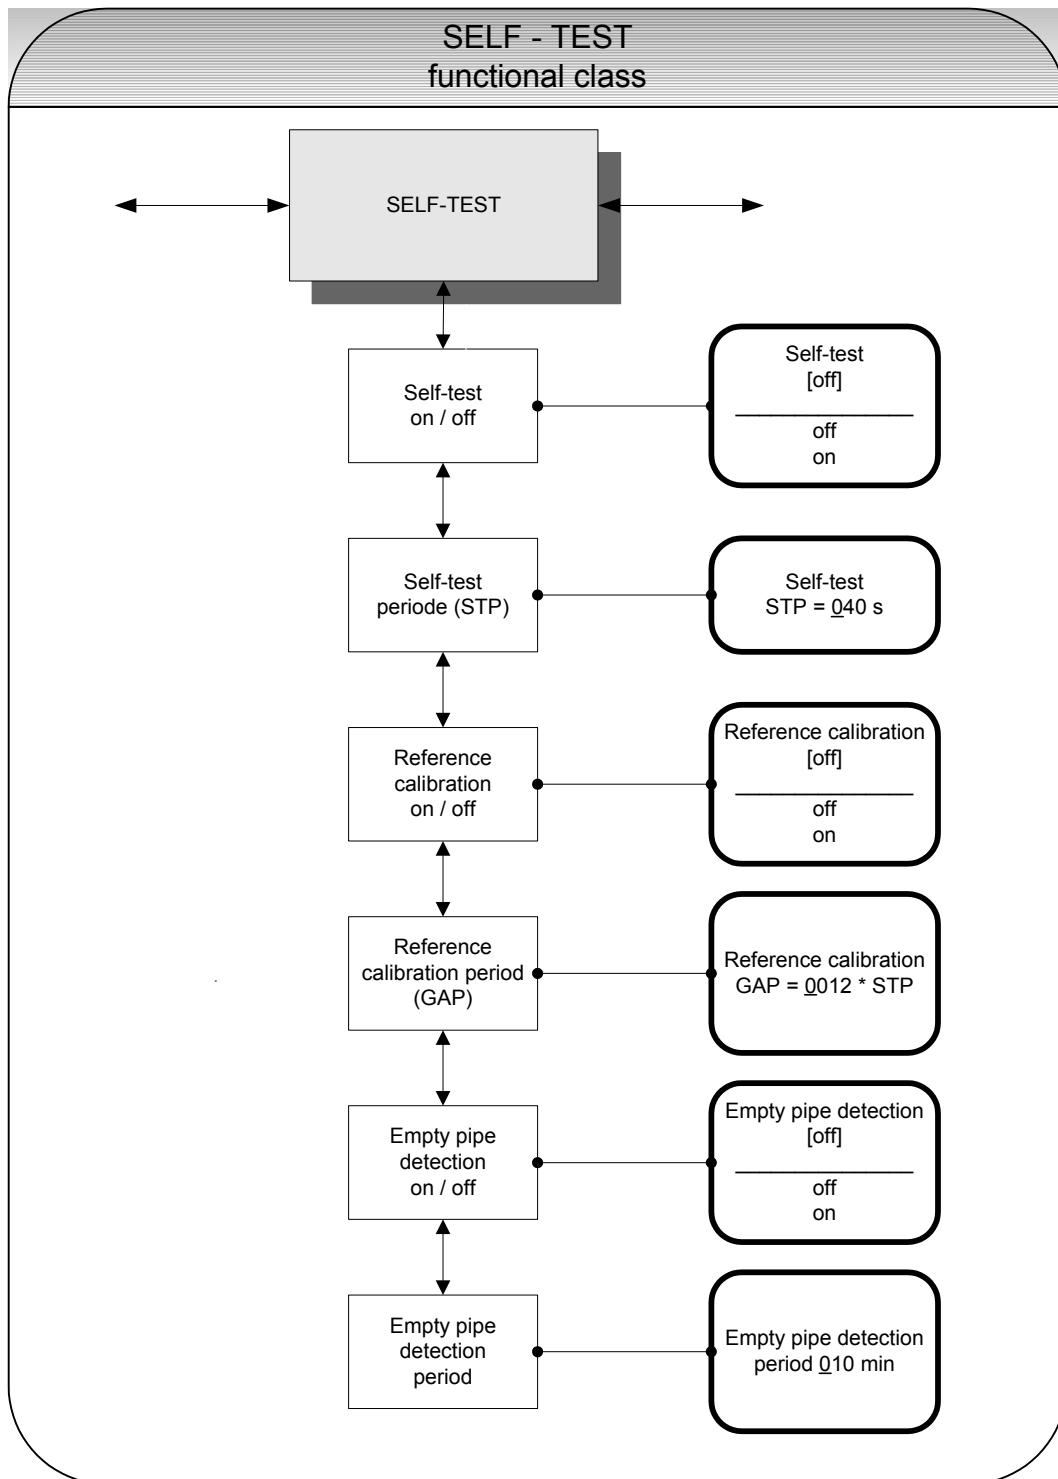 SELF - TEST
functional class
SELF-TEST
Self-test
on / off
Self-test
[off]
off
on
Self-test
periode (STP)
Self-test
STP = 040 s
Reference
calibration
on / off
Reference calibration
[off]
off
on
Reference
calibration period
(GAP)
Reference calibration
GAP = 0012 * STP
Empty pipe
detection
on / off
Empty pipe detection
[off]
off
on
Empty pipe
detection
period
Empty pipe detection
period 010 min